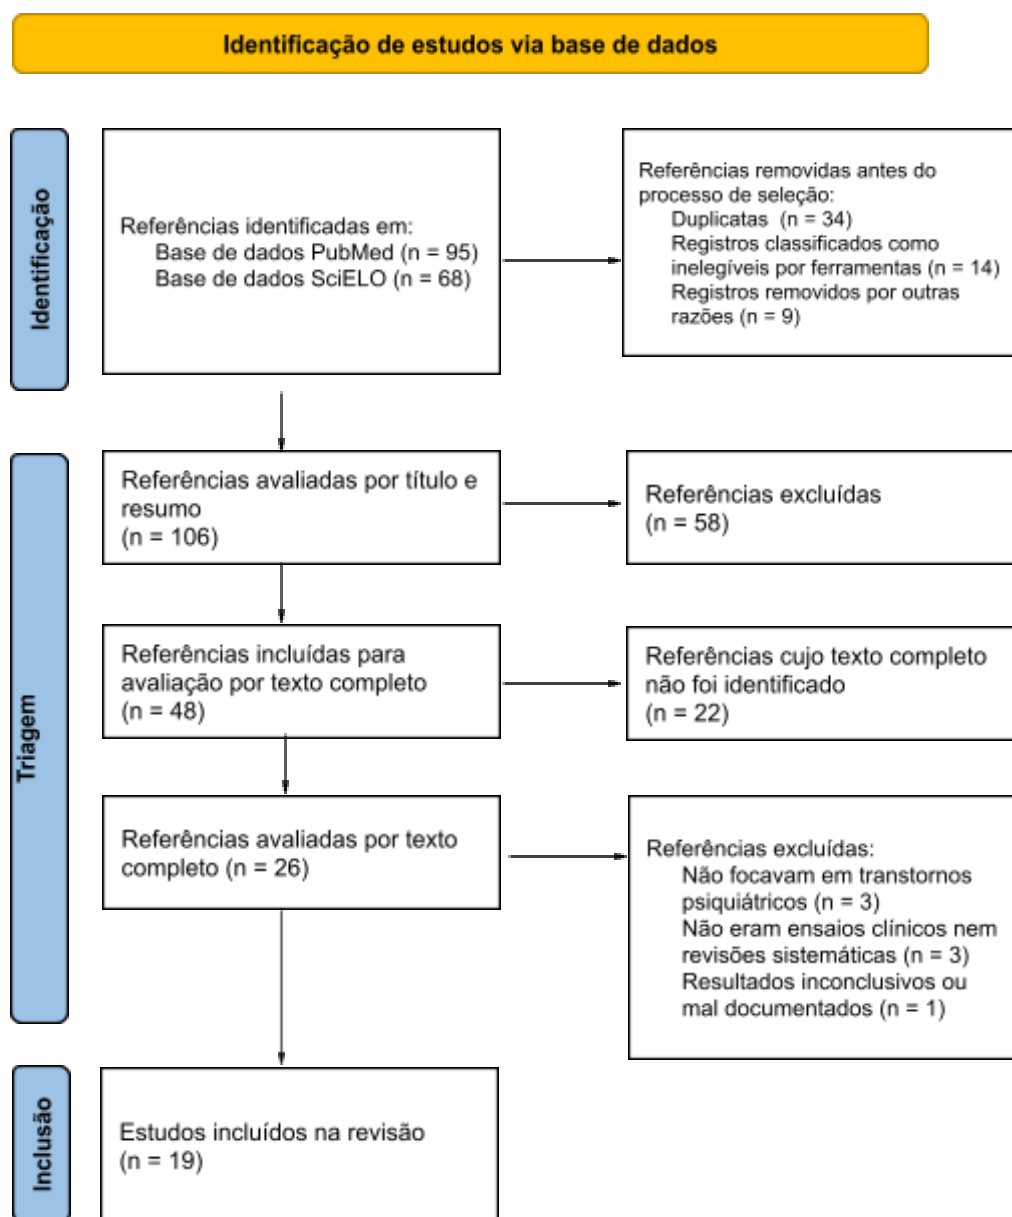 Identificação de estudos via base de dados
Identificação
Referências identificadas em:
Base de dados PubMed (n = 95)
Base de dados SciELO (n = 68)
Referências removidas antes do
processo de seleção:
Duplicatas (n = 34)
Registros classificados como
inelegíveis por ferramentas (n = 14)
Registros removidos por outras
razões (n = 9)
Triagem
Referências avaliadas por título e
resumo
(n = 106)
Referências excluídas
(n = 58)
Referências incluídas para
avaliação por texto completo
(n = 48)
Referências cujo texto completo
não foi identificado
(n = 22)
Referências avaliadas por texto
completo (n = 26)
Referências excluídas:
Não focavam em transtornos
psiquiátricos (n = 3)
Não eram ensaios clínicos nem
revisões sistemáticas (n = 3)
Resultados inconclusivos ou
mal documentados (n = 1)
Inclusão
Estudos incluídos na revisão
(n = 19)